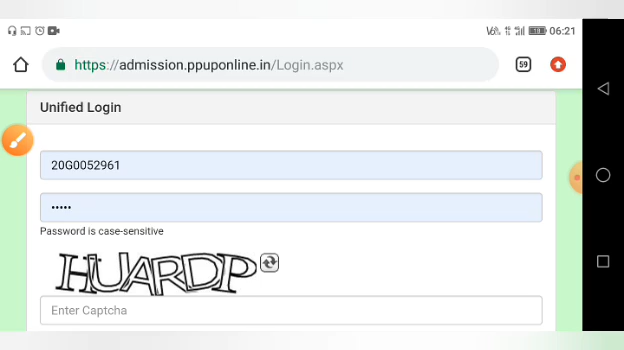 06:21
59
https://admission.ppuponline.in/Login.aspx
Unified Login
20G0052961
•••••
Password is case-sensitive
HUARDP
Enter Captcha